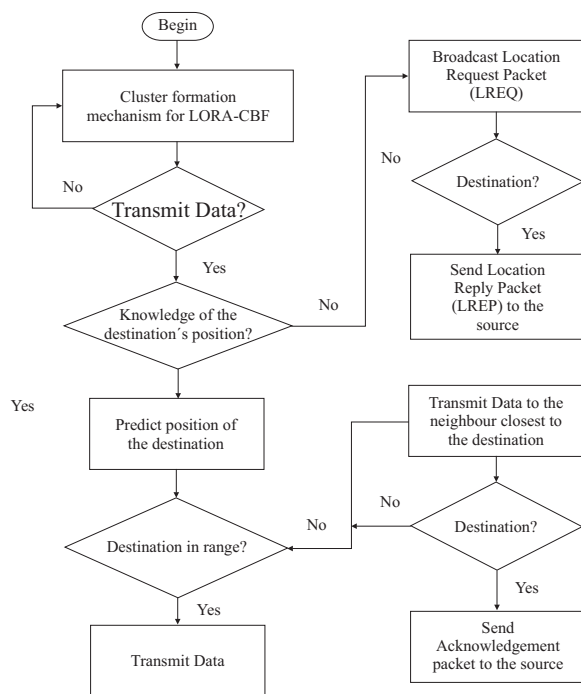 Begin
Cluster formation
mechanism for LORA-CBF
No
Transmit Data?
Yes
Knowledge of the
destination´s position?
No
Yes
Predict position of
the destination
Destination in range?
No
Yes
Transmit Data
Broadcast Location
Request Packet
(LREQ)
No
Destination?
Yes
Send Location
Reply Packet
(LREP) to the
source
Transmit Data to the
neighbour closest to
the destination
No
Destination?
Yes
Send
Acknowledgement
packet to the source